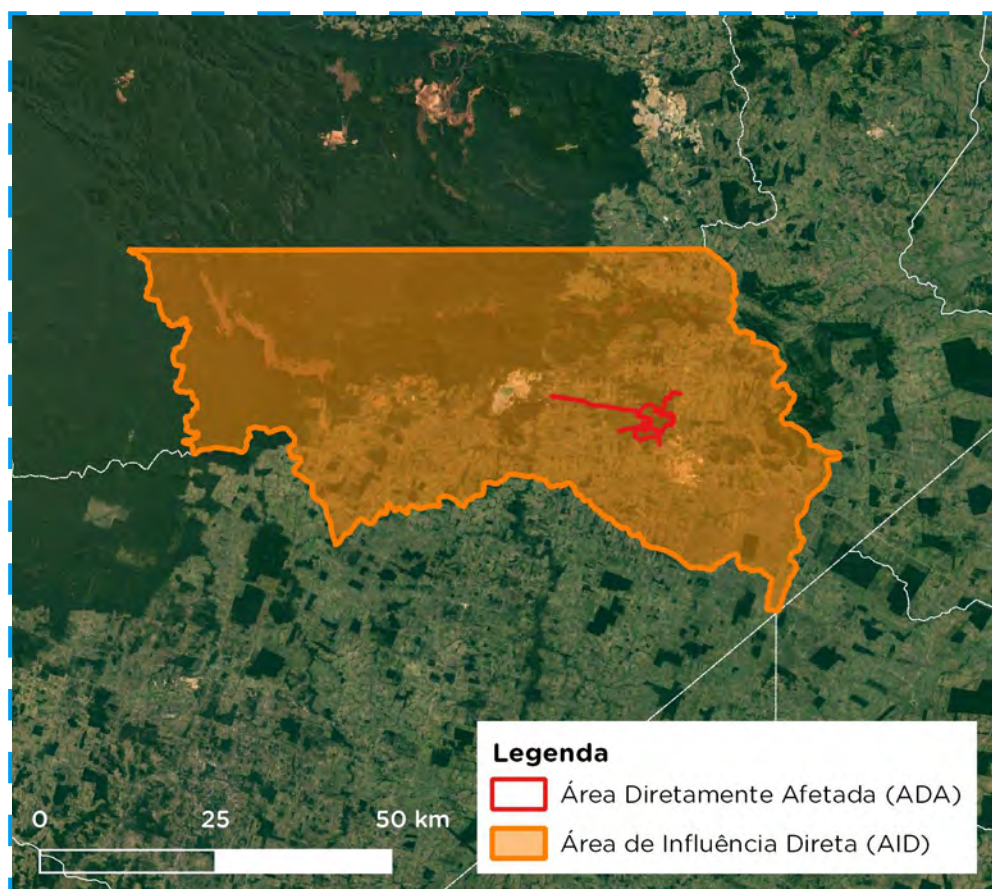 Legenda
Área Diretamente Afetada (ADA)
Área de Influência Direta (AID)
0 25 50 km